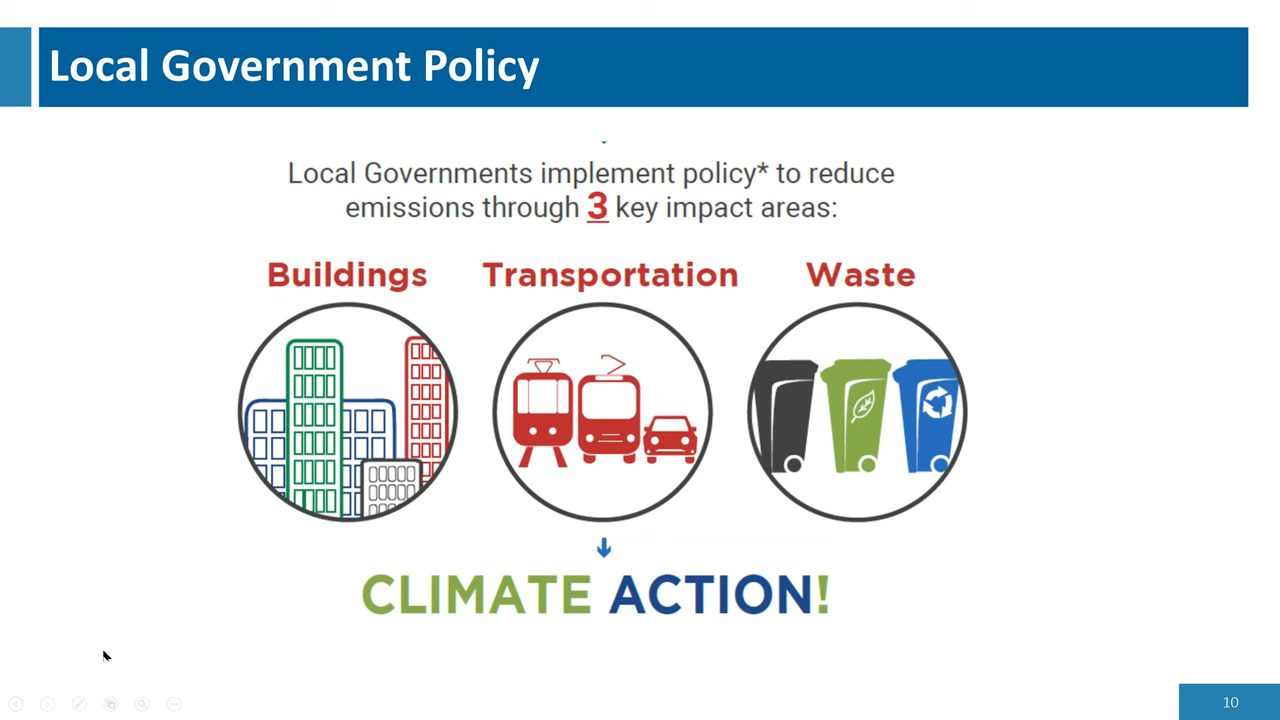 Local Government Policy
Local Governments implement policy* to reduce
emissions through 3 key impact areas:
Buildings Transportation Waste
CLIMATE ACTION!
10